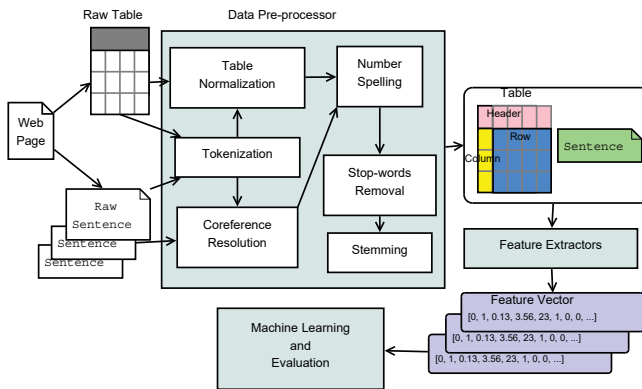 Raw Table
Data Pre-processor
Table
Normalization
Number
Spelling
Web
Page
Tokenization
Stop-words
Removal
Raw
Sentence
Sentence
Sentence
Coreference
Resolution
Stemming
Table
Header
Row
Column
Sentence
Feature Extractors
Feature Vector
[0, 1, 0.13, 3.56, 23, 1, 0, 0, ...]
[0, 1, 0.13, 3.56, 23, 1, 0, 0, ...]
[0, 1, 0.13, 3.56, 23, 1, 0, 0, ...]
Machine Learning
and
Evaluation